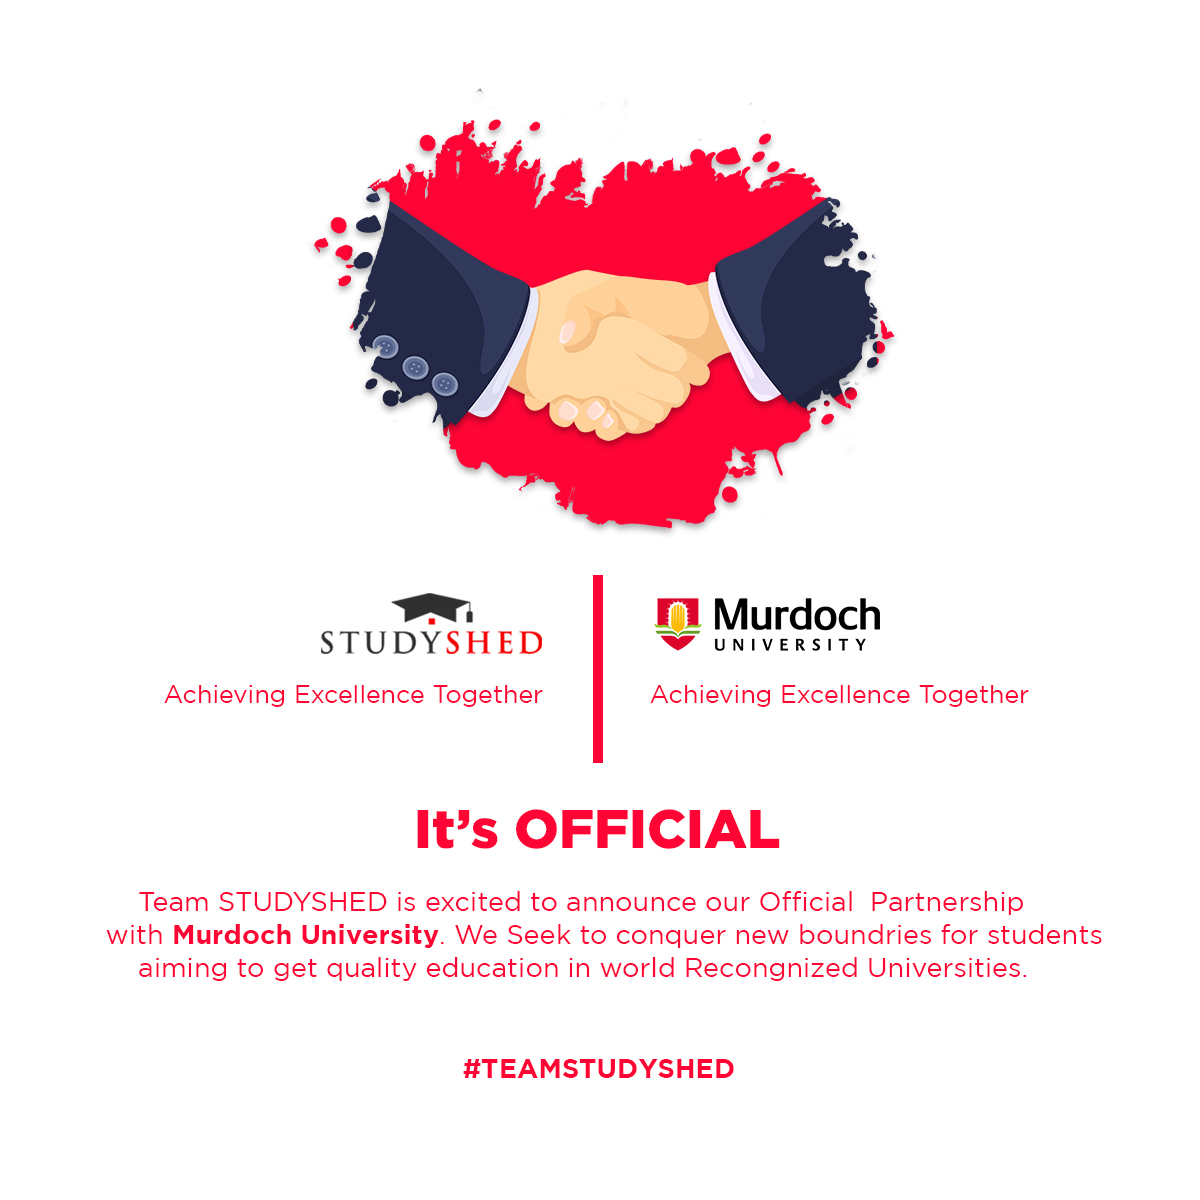 STUDYSHED
Murdoch
UNIVERSITY
Achieving Excellence Together
Achieving Excellence Together
It's OFFICIAL
Team STUDYSHED is excited to announce our Official  Partnership
with Murdoch University. We Seek to conquer new boundries for students
aiming to get quality education in world Recongnized Universities.
#TEAMSTUDYSHED